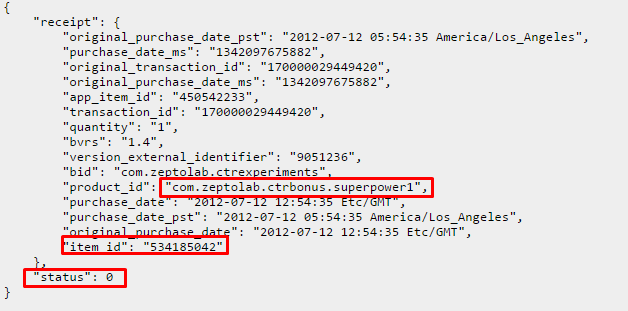 {
"receipt": {
"original_purchase_date_pst": "2012-07-12 05:54:35 America/Los_Angeles",
"purchase_date_ms": "1342097675882",
"original_transaction_id": "170000029449420",
"original_purchase_date_ms": "1342097675882",
"app_item_id": "450542233",
"transaction_id": "170000029449420",
"quantity": "1",
"bvrs": "1.4",
"version_external_identifier": "9051236",
"bid": "com.zeptolab.ctrexperiments",
"product_id": "com.zeptolab.ctrbonus.superpower1",
"purchase_date": "2012-07-12 12:54:35 Etc/GMT",
"purchase_date_pst": "2012-07-12 05:54:35 America/Los_Angeles",
"original_purchase_date": "2012-07-12 12:54:35 Etc/GMT",
"item_id": "534185042"
},
"status": 0
}